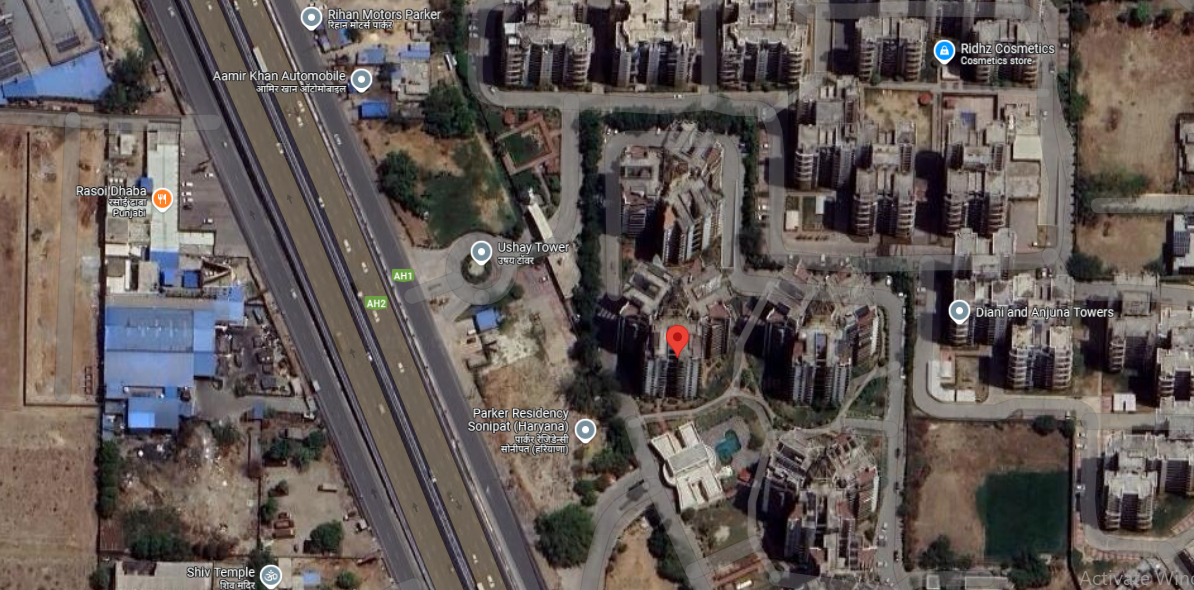 Rihan Motors Parker
रिहान मोटर्स पार्कर
Aamir Khan Automobile
आमिर खान ऑटोमोबाइल
Ridhz Cosmetics
Cosmetics store
Rasoi Dhaba
रसोई ढाबा
Punjabi
Ushay Tower
उषय टॉवर
AH1
AH2
Diani and Anjuna Towers
Parker Residency
Sonipat (Haryana)
पार्कर रेजिडेन्सी
सोनीपत (हरियाणा)
Shiv Temple
शिव मंदिर
Activate Wind